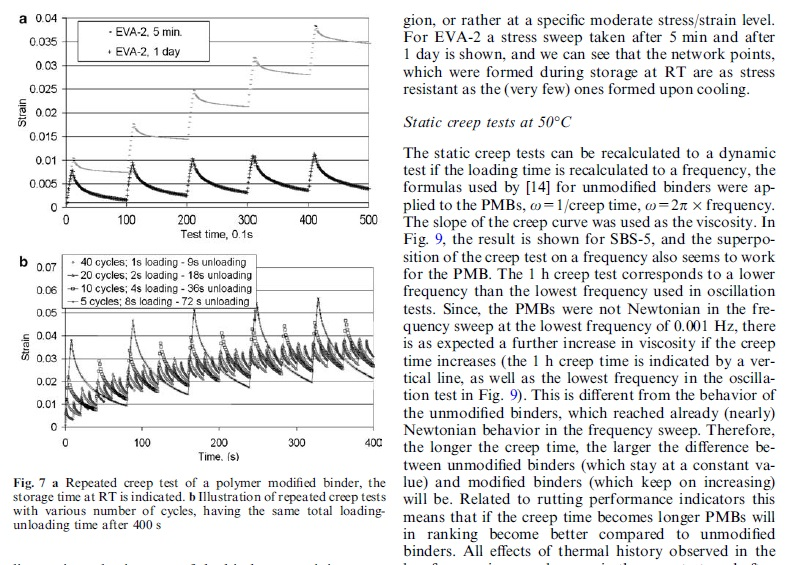 a
0.04
0.035
0.03
0.025
0.02
0.015
0.01
0.005
0
Strain
EVA-2, 5 min.
EVA-2, 1 day
0 100 200 300 400 500
Test time, 0.1s
b
0.07
0.06
0.05
0.04
0.03
0.02
0.01
0
Strain
40 cycles; 1s loading - 9s unloading
20 cycles; 2s loading - 18s unloading
10 cycles; 4s loading - 36s unloading
5 cycles; 8s loading - 72 s unloading
0 100 200 300 400
Time, (s)
Fig. 7 a Repeated creep test of a polymer modified binder, the
storage time at RT is indicated. b Illustration of repeated creep tests
with various number of cycles, having the same total loading-
unloading time after 400 s
gion, or rather at a specific moderate stress/strain level.
For EVA-2 a stress sweep taken after 5 min and after
1 day is shown, and we can see that the network points,
which were formed during storage at RT are as stress
resistant as the (very few) ones formed upon cooling.
Static creep tests at 50°C
The static creep tests can be recalculated to a dynamic
test if the loading time is recalculated to a frequency, the
formulas used by [14] for unmodified binders were ap-
plied to the PMBs, ω=1/creep time, ω=2π × frequency.
The slope of the creep curve was used as the viscosity. In
Fig. 9, the result is shown for SBS-5, and the superpo-
sition of the creep test on a frequency also seems to work
for the PMB. The 1 h creep test corresponds to a lower
frequency than the lowest frequency used in oscillation
tests. Since, the PMBs were not Newtonian in the fre-
quency sweep at the lowest frequency of 0.001 Hz, there
is as expected a further increase in viscosity if the creep
time increases (the 1 h creep time is indicated by a ver-
tical line, as well as the lowest frequency in the oscilla-
tion test in Fig. 9). This is different from the behavior of
the unmodified binders, which reached already (nearly)
Newtonian behavior in the frequency sweep. Therefore,
the longer the creep time, the larger the difference be-
tween unmodified binders (which stay at a constant va-
lue) and modified binders (which keep on increasing)
will be. Related to rutting performance indicators this
means that if the creep time becomes longer PMBs will
in ranking become better compared to unmodified
binders. All effects of thermal history observed in the